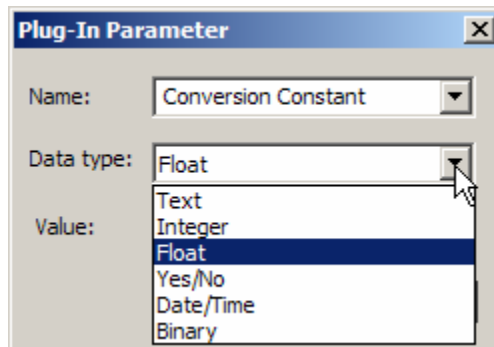 Plug-In Parameter
Name: Conversion Constant
Data type: Float
Text
Value: Integer
Float
Yes/No
Date/Time
Binary